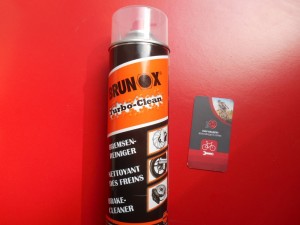 BRUNOX
Turbo-Clean
BREMSEN-
REINIGER
NETTOYANT
DES FREINS
BRAKE-
CLEANER